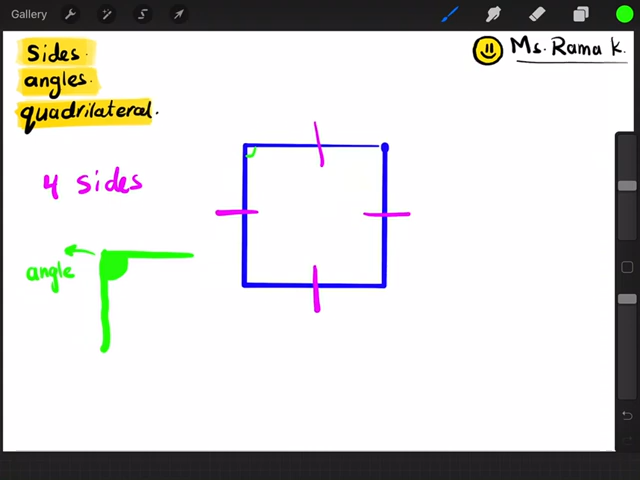 Gallery
Sides.
angles.
quadrilateral.
Ms. Rama K.
4 sides
angle